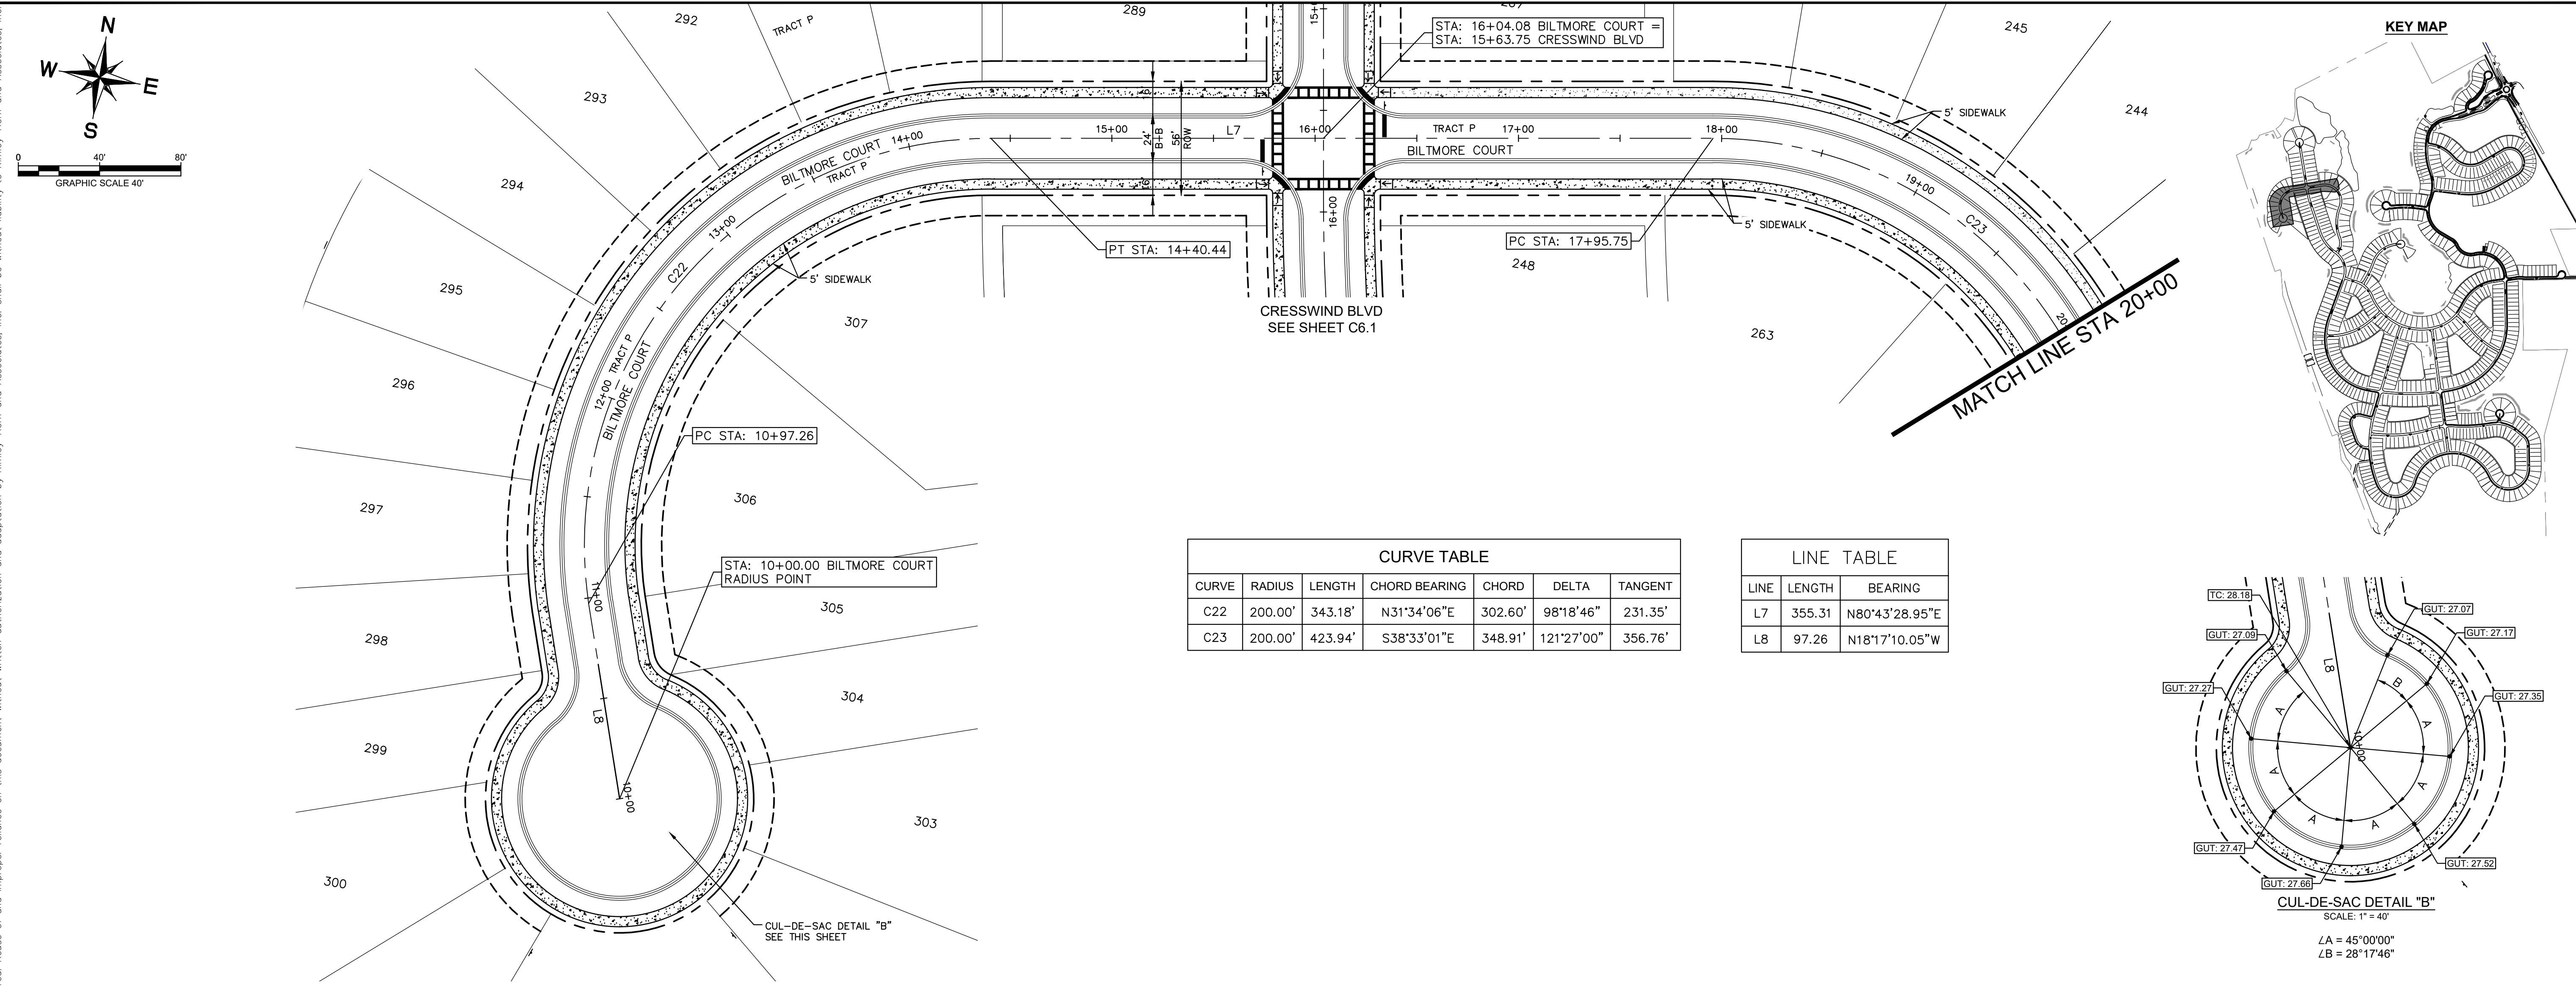 N
W
E
S
0 40' 80'
GRAPHIC SCALE 40'
292
TRACT P
289
15+0
245
244
293
294
295
296
297
298
299
300
303
304
305
306
307
248
263
STA: 16+04.08 BILTMORE COURT =
STA: 15+63.75 CRESSWIND BLVD
16'
24'
B-B
16'
56'
ROW
14+00
15+00
L7
16+00
TRACT P
17+00
18+00
BILTMORE COURT
19+00
C23
20
5' SIDEWALK
5' SIDEWALK
BILTMORE COURT
TRACT P
13+00
C22
12+00
TRACT P
BILTMORE COURT
11+00
L8
10+00
5' SIDEWALK
16+00
PT STA: 14+40.44
PC STA: 17+95.75
PC STA: 10+97.26
STA: 10+00.00 BILTMORE COURT
RADIUS POINT
CRESSWIND BLVD
SEE SHEET C6.1
MATCH LINE STA 20+00
CUL-DE-SAC DETAIL "B"
SEE THIS SHEET
CURVE TABLE
CURVE RADIUS LENGTH CHORD BEARING CHORD DELTA TANGENT
C22 200.00' 343.18' N31°34'06"E 302.60' 98°18'46" 231.35'
C23 200.00' 423.94' S38°33'01"E 348.91' 121°27'00" 356.76'
LINE TABLE
LINE LENGTH BEARING
L7 355.31 N80°43'28.95"E
L8 97.26 N18°17'10.05"W
KEY MAP
TC: 28.18
GUT: 27.07
GUT: 27.09
GUT: 27.17
GUT: 27.27
GUT: 27.35
GUT: 27.47
GUT: 27.52
GUT: 27.66
L8
B
A
A
A
A
A
A
10+00
CUL-DE-SAC DETAIL "B"
SCALE: 1" = 40'
∠A = 45°00'00"
∠B = 28°17'46"